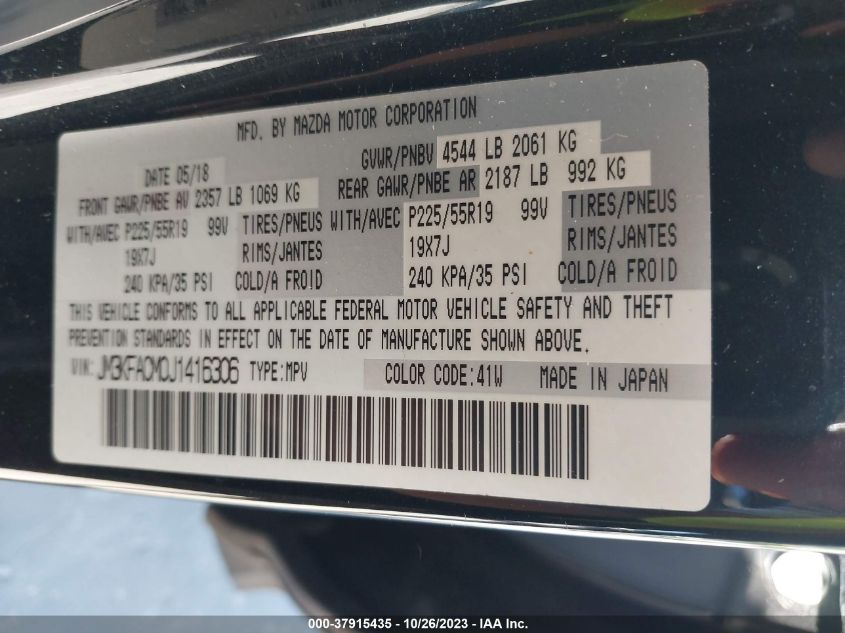 MFD. BY MAZDA MOTOR CORPORATION
DATE 05/18 GVWR/PNBV 4544 LB 2061 KG
FRONT GAWR/PNBE AV 2357 LB 1069 KG REAR GAWR/PNBE AR 2187 LB 992 KG
WITH/AVEC P225/55R19 99V TIRES/PNEUS WITH/AVEC P225/55R19 99V TIRES/PNEUS
19X7J RIMS/JANTES 19X7J RIMS/JANTES
240 KPA/35 PSI COLD/A FROID 240 KPA/35 PSI COLD/A FROID
THIS VEHICLE CONFORMS TO ALL APPLICABLE FEDERAL MOTOR VEHICLE SAFETY AND THEFT
PREVENTION STANDARDS IN EFFECT ON THE DATE OF MANUFACTURE SHOWN ABOVE.
VIN: JM3KFACM0J1416306 TYPE:MPV COLOR CODE:41W MADE IN JAPAN
000-37915435 - 10/26/2023 - IAA Inc.